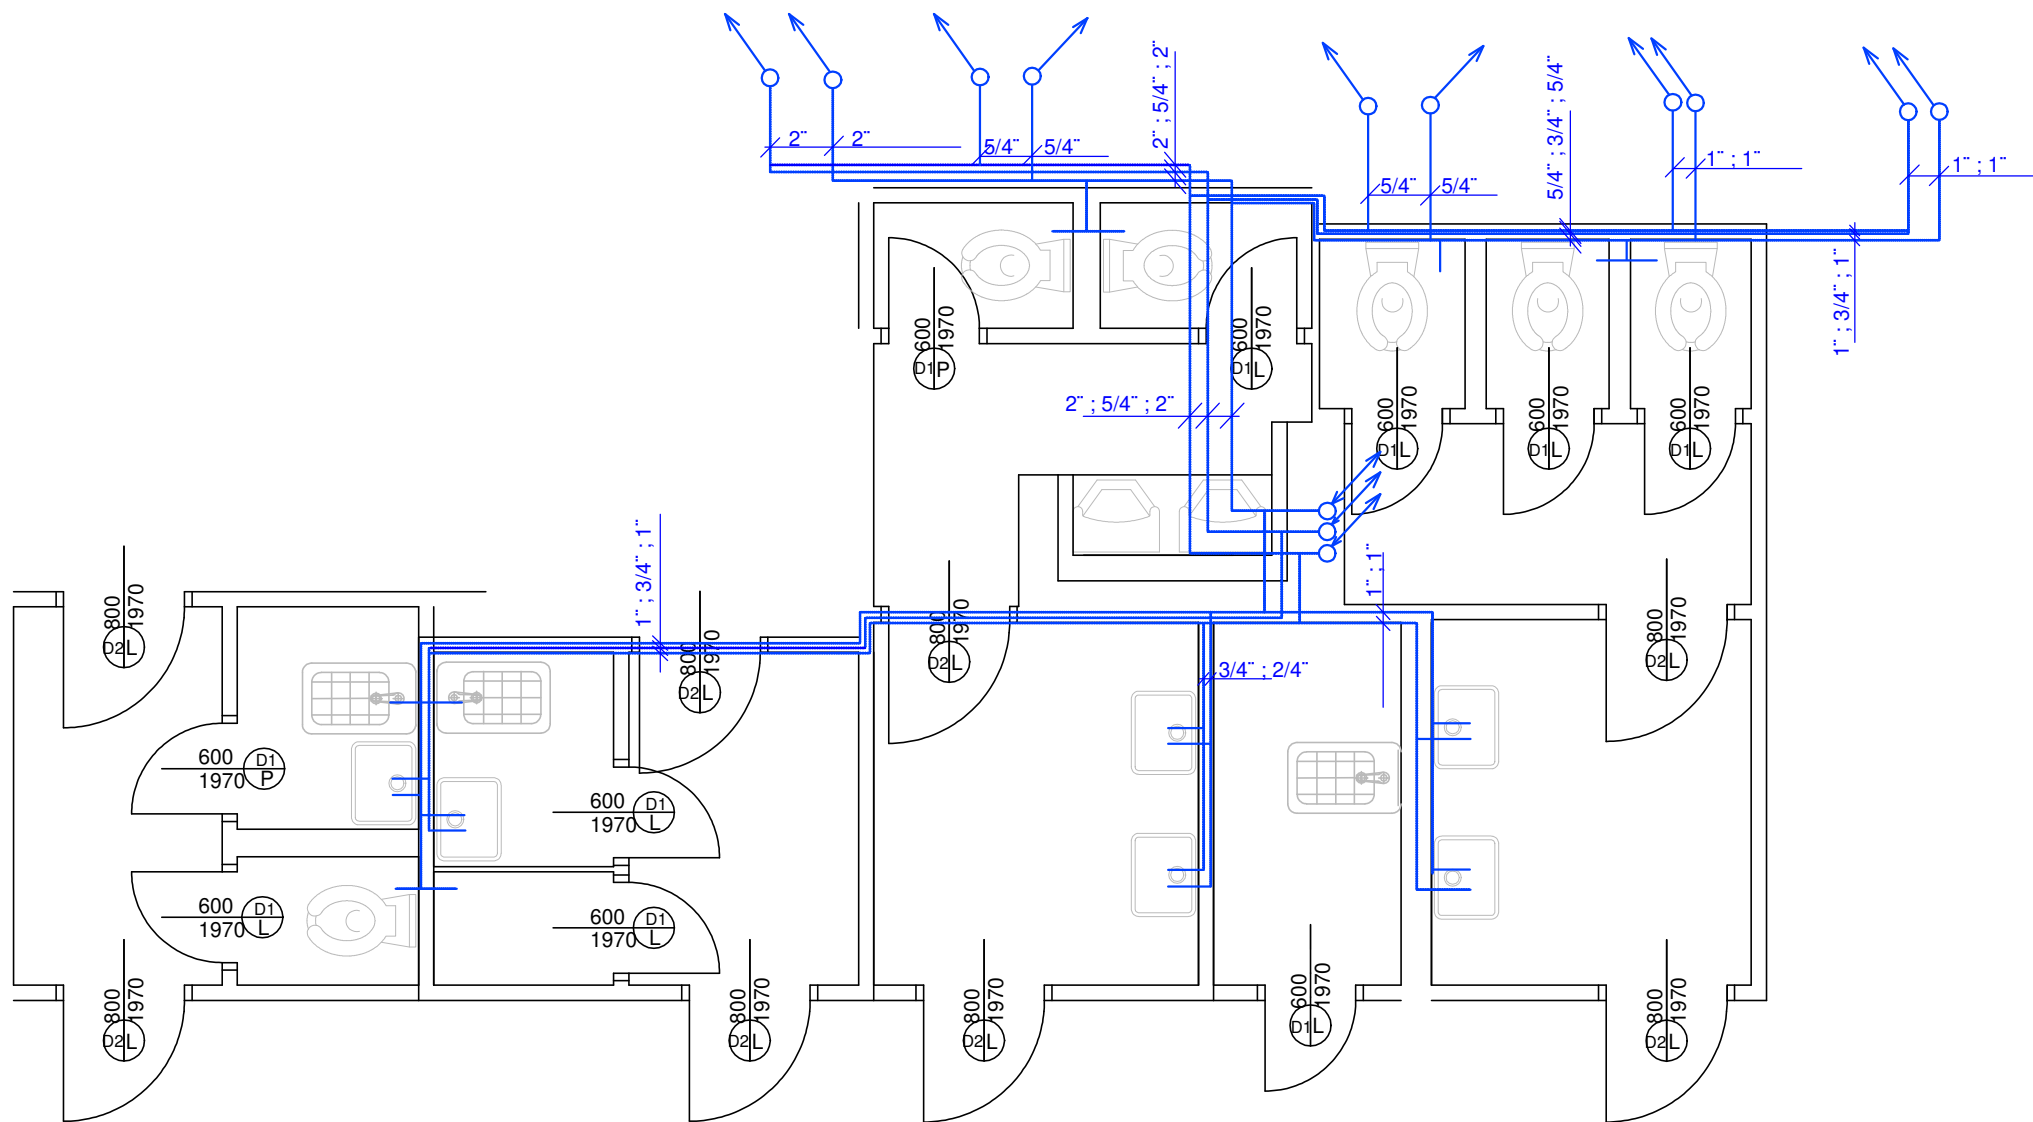 2¨ 2¨ 5/4¨ 5/4¨
2¨ ; 5/4¨ ; 2¨
5/4¨ 5/4¨
5/4¨ ; 3/4¨ ; 5/4¨
1¨ ; 1¨
1¨ ; 1¨
1¨ ; 3/4¨ ; 1¨
600
1970
D1 P
600
1970
D1 L
2¨ ; 5/4¨ ; 2¨
600
1970
D1 L
600
1970
D1 L
600
1970
D1 L
1¨ ; 3/4¨ ; 1¨
1¨ ; 1¨
800
1970
D2 L
800
1970
D2 L
800
1970
D2 L
800
1970
D2 L
3/4¨ ; 2/4¨
600
1970
D1
P
600
1970
D1
L
600
1970
D1
L
600
1970
D1
L
800
1970
D2 L
800
1970
D2 L
800
1970
D2 L
600
1970
D1 L
800
1970
D2 L